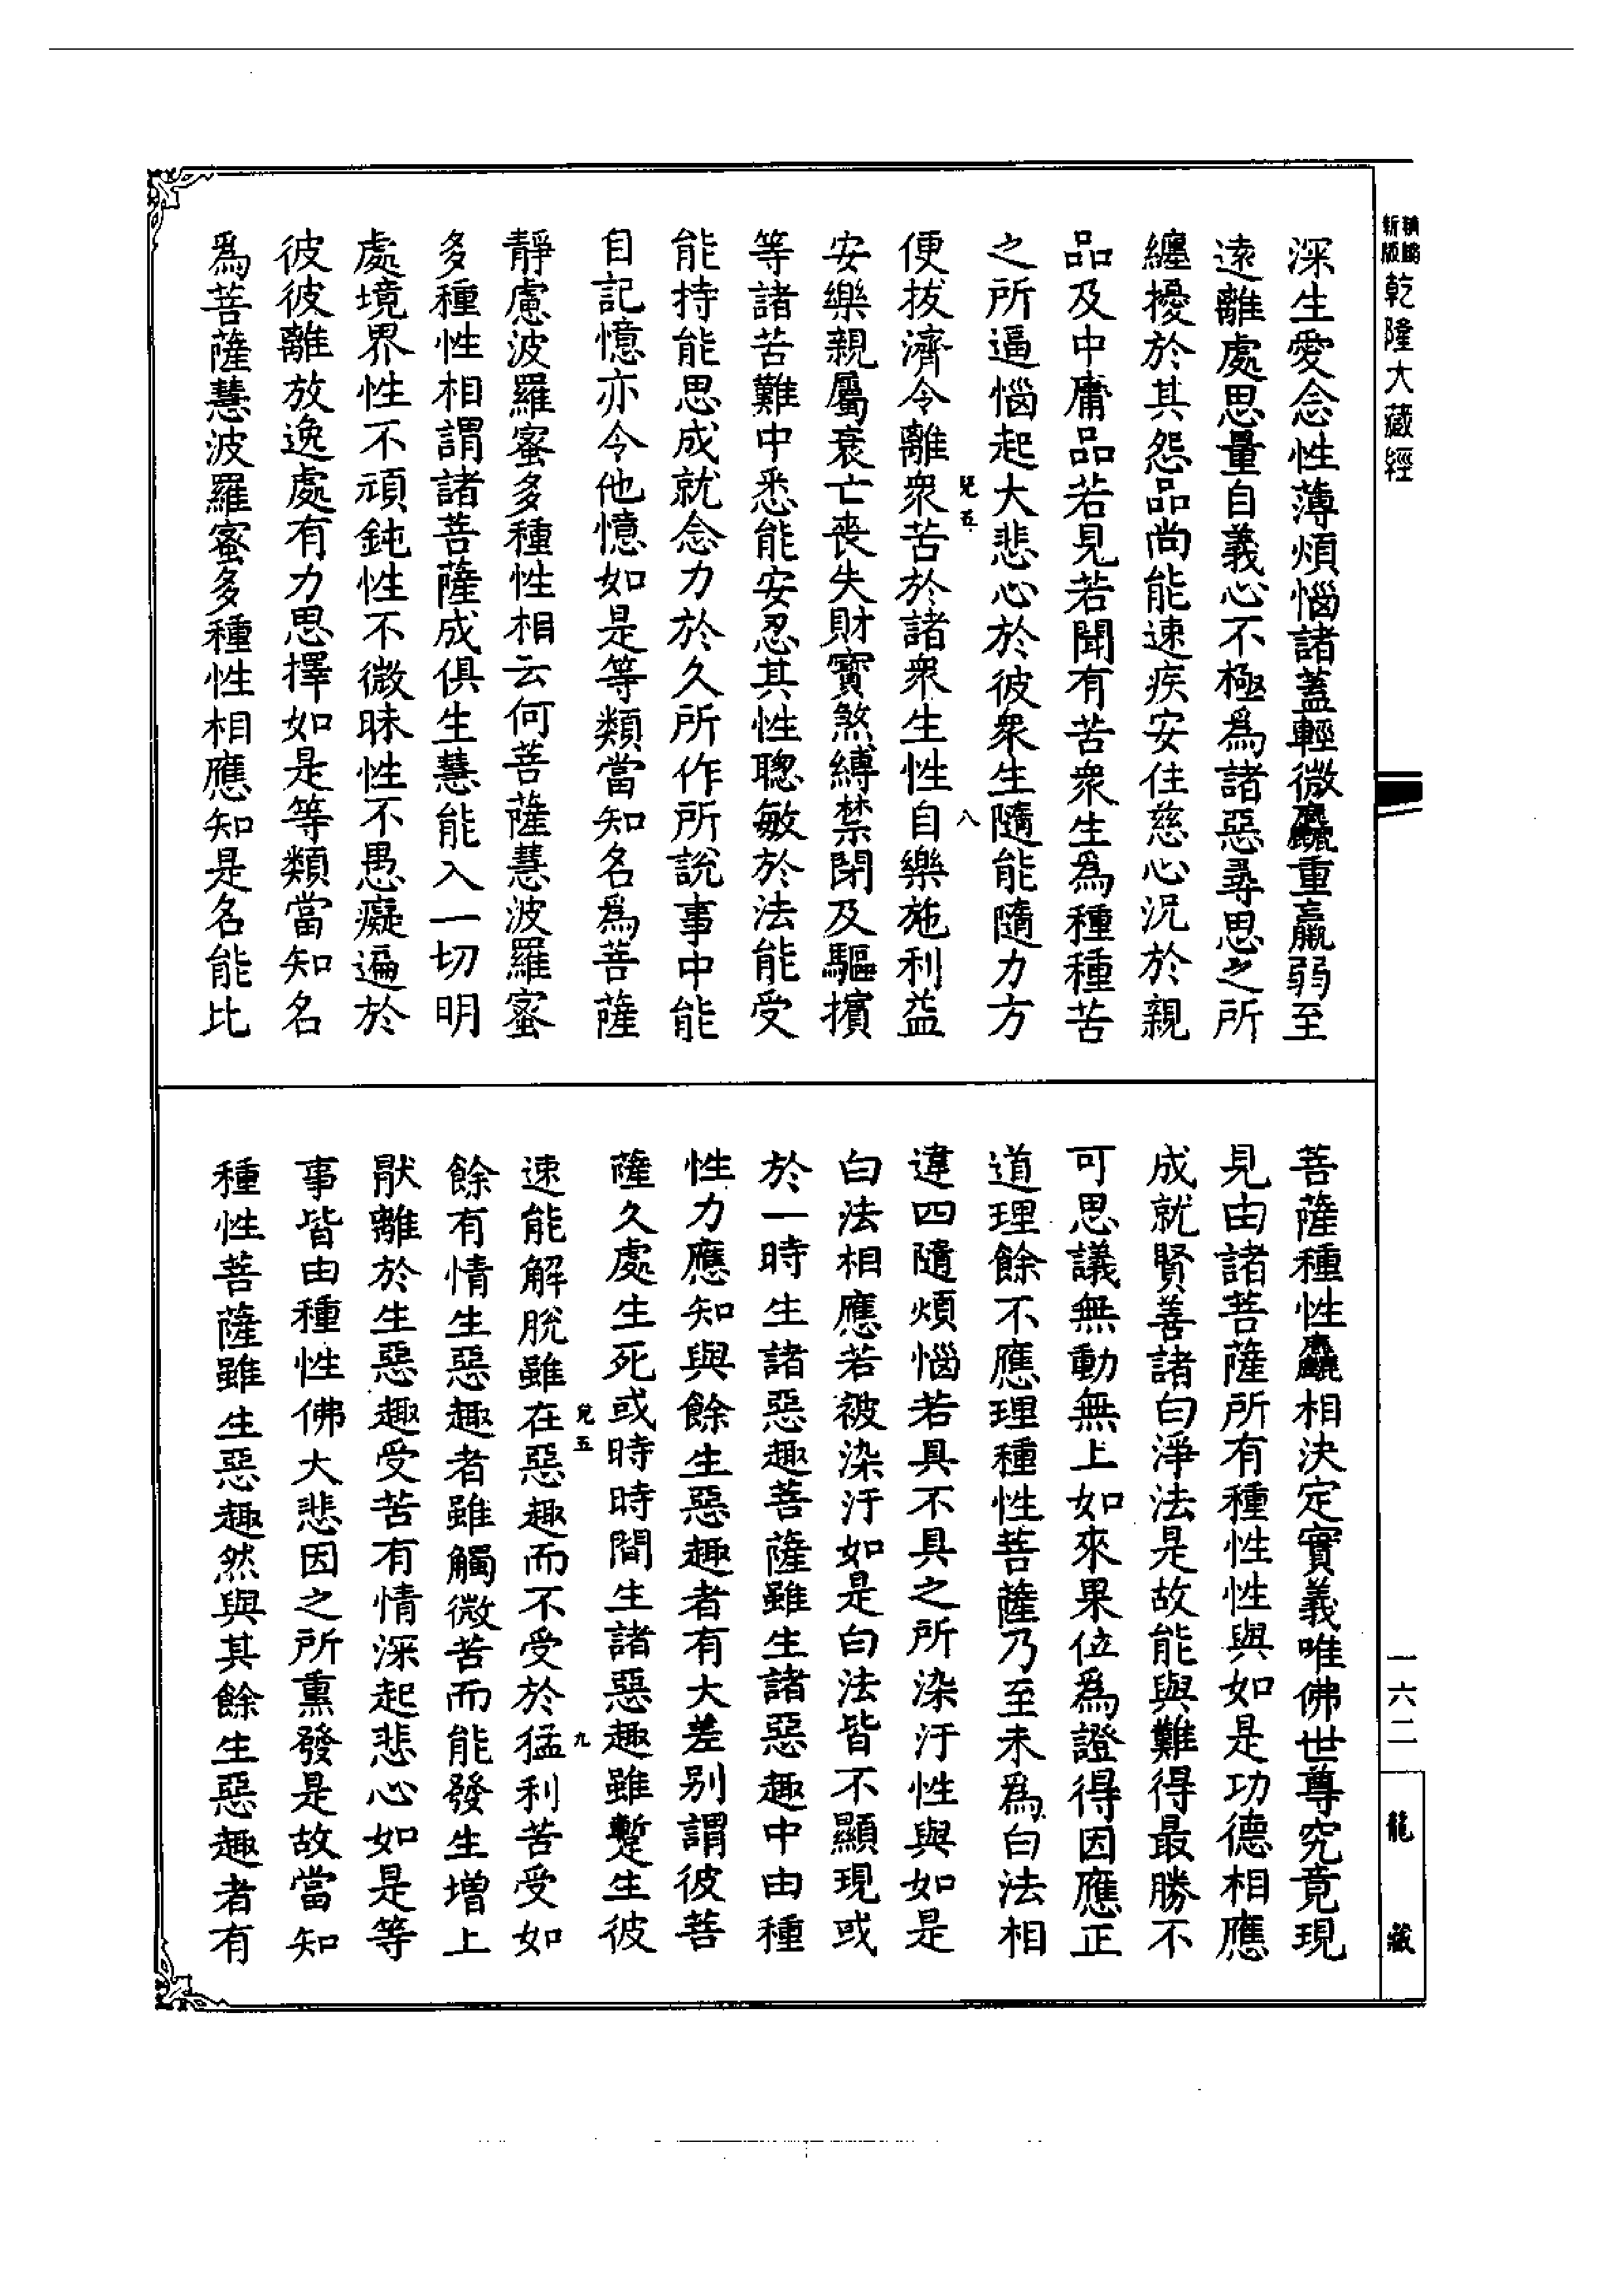 新版
縮
乾隆大藏經
深生愛念性薄煩惱諸蓋輕微麤重羸弱至
遠離處思量自義心不極爲諸惡尋思之所
纏擾於其怨品尚能速疾安住慈心況於親
品及中庸品若見若聞有苦衆生爲種種苦
之所逼惱起大悲心於彼衆生隨能隨力方
兌五
八
便拔濟令離衆苦於諸衆生性自樂施利益
安樂親屬衰亡喪失財寶煞縛禁閉及驅擯
等諸苦難中悉能安忍其性聰敏於法能受
能持能思成就念力於久所作所說事中能
自記憶亦令他憶如是等類當知名爲菩薩
靜慮波羅蜜多種性相云何菩薩慧波羅蜜
多種性相謂諸菩薩成俱生慧能入一切明
處境界性不頑鈍性不微昧性不愚癡遍於
彼彼離放逸處有力思擇如是等類當知名
爲菩薩慧波羅蜜多種性相應知是名能比
菩薩種性麤相決定實義唯佛世尊究竟現
見由諸菩薩所有種性性與如是功德相應
成就賢善諸白淨法是故能與難得最勝不
可思議無動無上如來果位爲證得因應正
道理餘不應理種性菩薩乃至未爲白法相
違四隨煩惱若具不具之所染汙性與如是
白法相應若被染汙如是白法皆不顯現或
於一時生諸惡趣菩薩雖生諸惡趣中由種
性力應知與餘生惡趣者有大差别謂彼菩
薩久處生死或時時間生諸惡趣雖蹔生彼
兌五
九
速能解脫雖在惡趣而不受於猛利苦受如
餘有情生惡趣者雖觸微苦而能發生增上
猒離於生惡趣受苦有情深起悲心如是等
事皆由種性佛大悲因之所熏發是故當知
種性菩薩雖生惡趣然與其餘生惡趣者有
一六二
龍藏